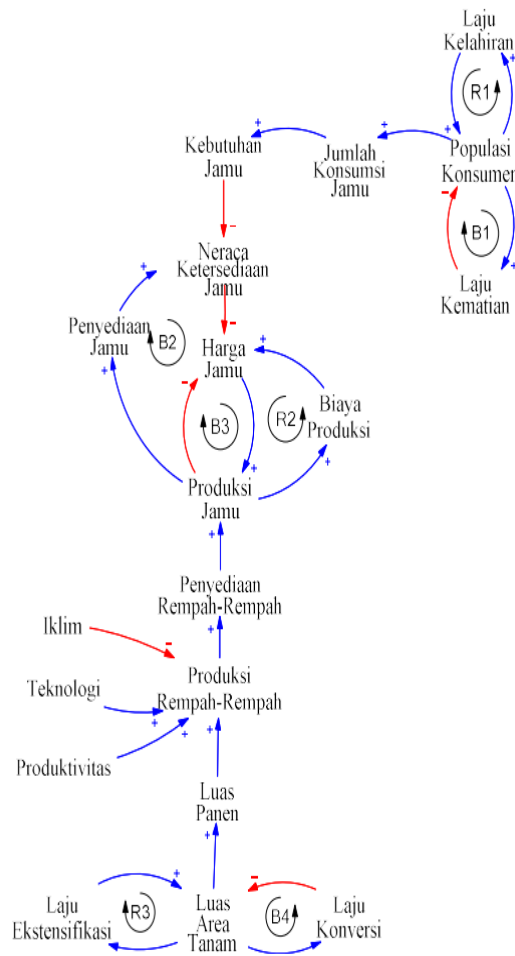 Laju
Kelahiran
R1
Populasi
Konsumen
B1
Laju
Kematian
Jumlah
Konsumsi
Jamu
Kebutuhan
Jamu
Neraca
Ketersediaan
Jamu
Penyediaan
Jamu
B2
Harga
Jamu
B3
R2
Biaya
Produksi
Produksi
Jamu
Penyediaan
Rempah-Rempah
Iklim
Teknologi
Produktivitas
Produksi
Rempah-Rempah
Luas
Panen
Laju
Ekstensifikasi
R3
Luas
Area
Tanam
B4
Laju
Konversi